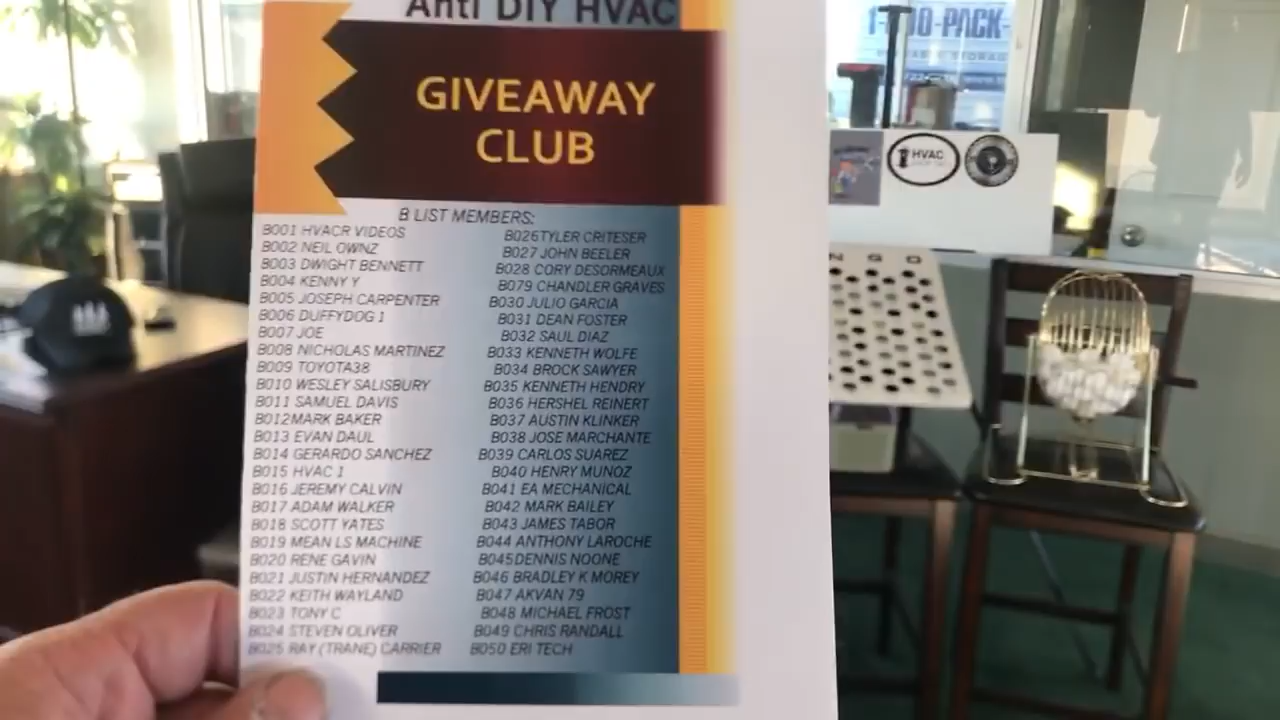 Anti DIY HVAC
GIVEAWAY
CLUB
B LIST MEMBERS:
B001 HVACR VIDEOS
B002 NEIL OWNZ
B003 DWIGHT BENNETT
B004 KENNY Y
B005 JOSEPH CARPENTER
B006 DUFFYDOG 1
B007 JOE
B008 NICHOLAS MARTINEZ
B009 TOYOTA38
B010 WESLEY SALISBURY
B011 SAMUEL DAVIS
B012MARK BAKER
B013 EVAN DAUL
B014 GERARDO SANCHEZ
B015 HVAC 1
B016 JEREMY CALVIN
B017 ADAM WALKER
B018 SCOTT YATES
B019 MEAN LS MACHINE
B020 RENE GAVIN
B021 JUSTIN HERNANDEZ
B022 KEITH WAYLAND
B023 TONY C
B024 STEVEN OLIVER
B025 RAY (TRANE) CARRIER
B026TYLER CRITESER
B027 JOHN BEELER
B028 CORY DESORMEAUX
B079 CHANDLER GRAVES
B030 JULIO GARCIA
B031 DEAN FOSTER
B032 SAUL DIAZ
B033 KENNETH WOLFE
B034 BROCK SAWYER
B035 KENNETH HENDRY
B036 HERSHEL REINERT
B037 AUSTIN KLINKER
B038 JOSE MARCHANTE
B039 CARLOS SUAREZ
B040 HENRY MUNOZ
B041 EA MECHANICAL
B042 MARK BAILEY
B043 JAMES TABOR
B044 ANTHONY LAROCHE
B045DENNIS NOONE
B046 BRADLEY K MOREY
B047 AKVAN 79
B048 MICHAEL FROST
B049 CHRIS RANDALL
B050 ERI TECH
PACK
HVAC
N G O